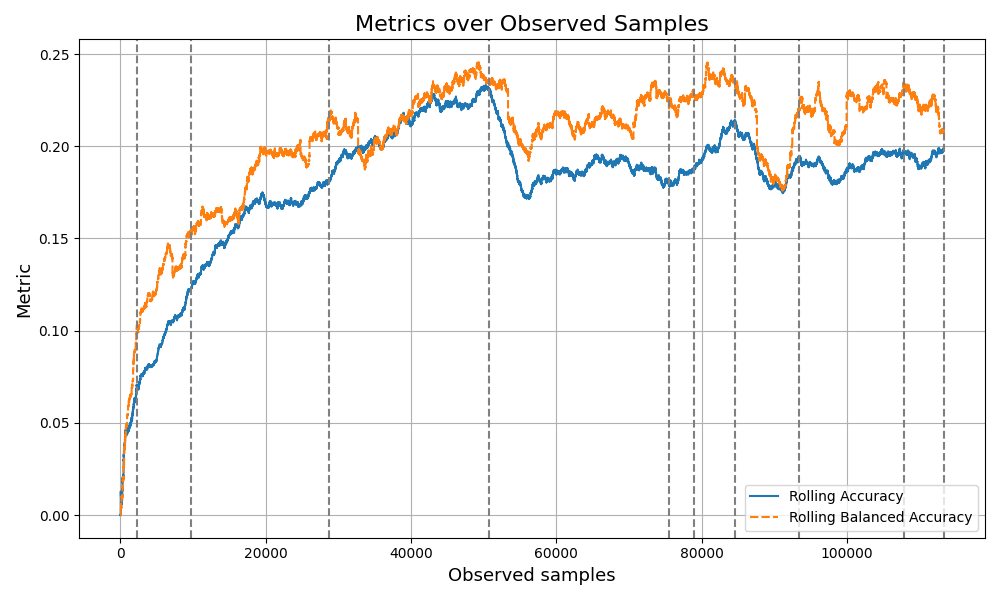 Metrics over Observed Samples
Metric
0.25
0.20
0.15
0.10
0.05
0.00
0
20000
40000
60000
80000
100000
Observed samples
Rolling Accuracy
Rolling Balanced Accuracy